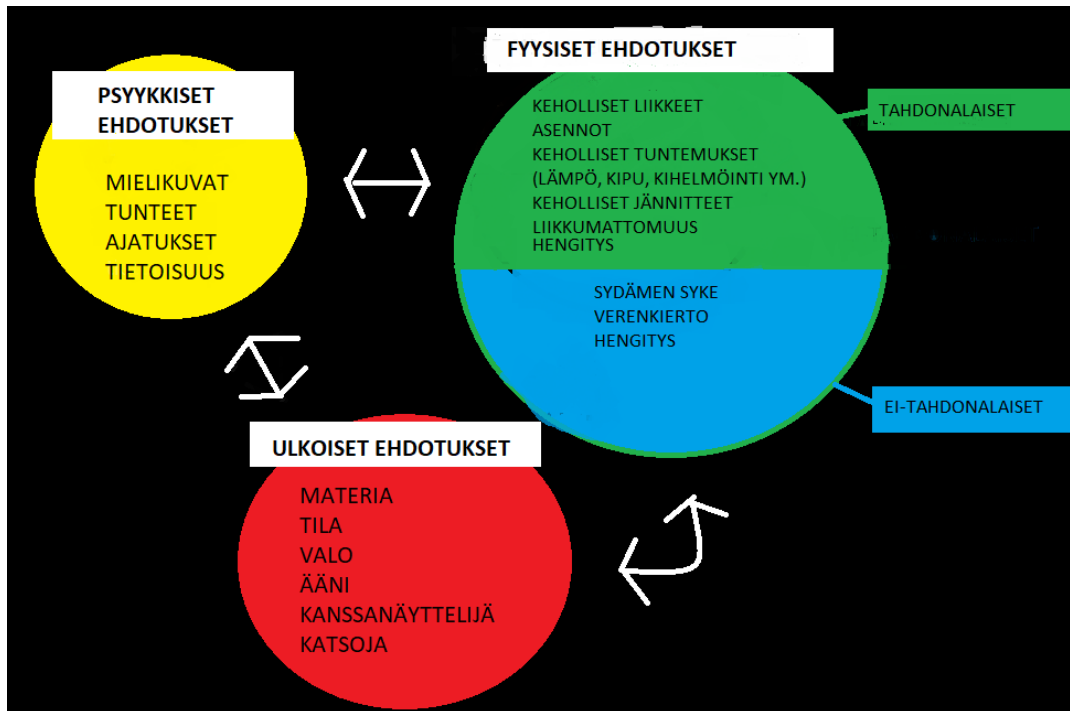 PSYYKKISET
EHDOTUKSET
MIELIKUVAT
TUNTEET
AJATUKSET
TIETOISUUS
FYYSISET EHDOTUKSET
KEHOLLISET LIIKKEET
ASENNOT
KEHOLLISET TUNTEMUKSET
(LÄMPÖ, KIPU, KIHELMÖINTI YM.)
KEHOLLISET JÄNNITTEET
LIIKKUMATTOMUUS
HENGITYS
TAHDONALAISET
SYDÄMEN SYKE
VERENKIERTO
HENGITYS
EI-TAHDONALAISET
ULKOISET EHDOTUKSET
MATERIA
TILA
VALO
ÄÄNI
KANSSANÄYTTELIJÄ
KATSOJA